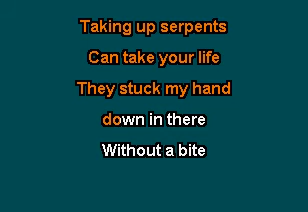 Taking up serpents
Can take your life
They stuck my hand
down in there
Without a bite